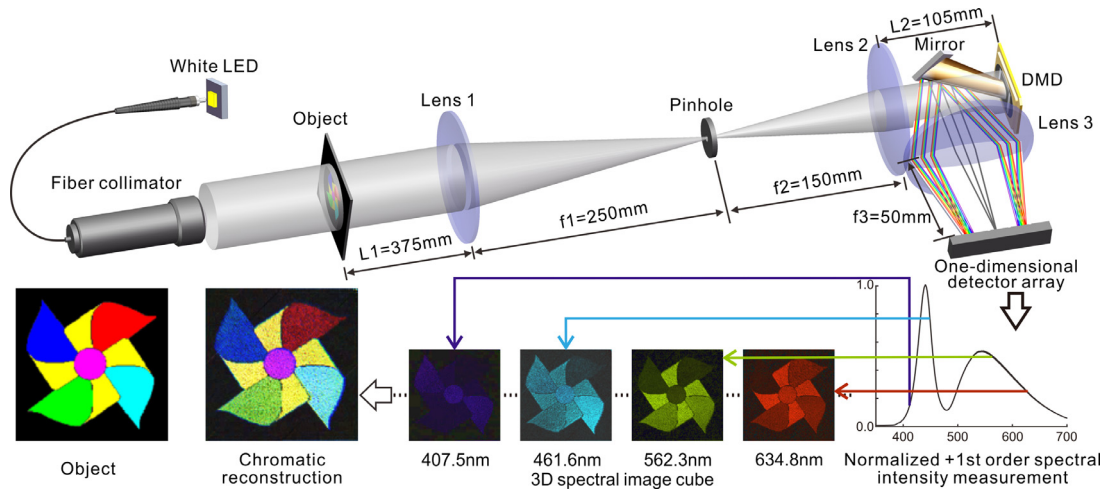 White LED
Fiber collimator
Object
Lens 1
L1=375mm
f1=250mm
Pinhole
f2=150mm
Lens 2
L2=105mm
Mirror
DMD
Lens 3
f3=50mm
One-dimensional
detector array
Object
Chromatic
reconstruction
407.5nm
461.6nm
562.3nm
634.8nm
3D spectral image cube
1.0
0.0
400
500
600
700
Normalized +1st order spectral
intensity measurement